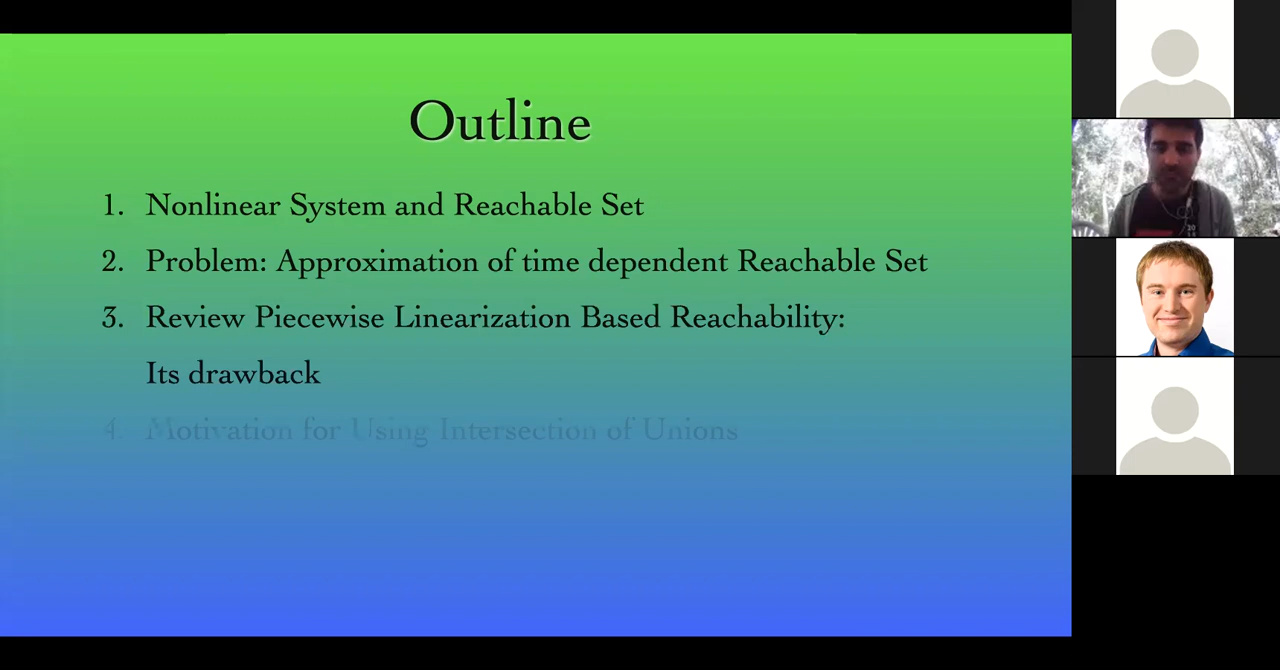 Outline
1. Nonlinear System and Reachable Set
2. Problem: Approximation of time dependent Reachable Set
3. Review Piecewise Linearization Based Reachability:
Its drawback
4. Motivation for Using Intersection of Unions